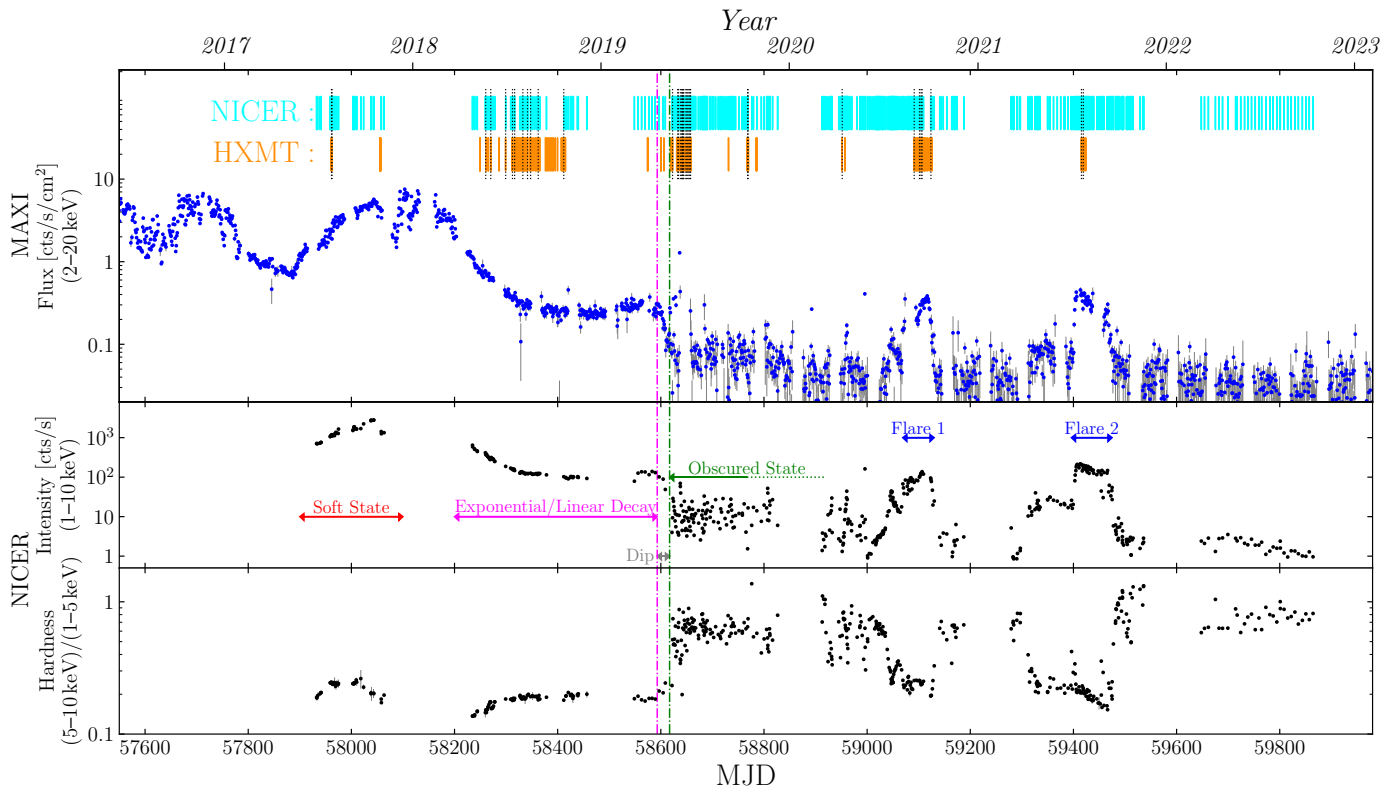 Year
2017 2018 2019 2020 2021 2022 2023
NICER :
HXMT :
MAXI
Flux [cts/s/cm²]
(2–20 keV)
10
1
0.1
NICER
Intensity [cts/s]
(1–10 keV)
10³
10²
10
1
Flare 1
Flare 2
Obscured State
Soft State
Exponential/Linear Decay
Dip
Hardness
(5–10 keV)/(1–5 keV)
1
0.1
57600 57800 58000 58200 58400 58600 58800 59000 59200 59400 59600 59800
MJD